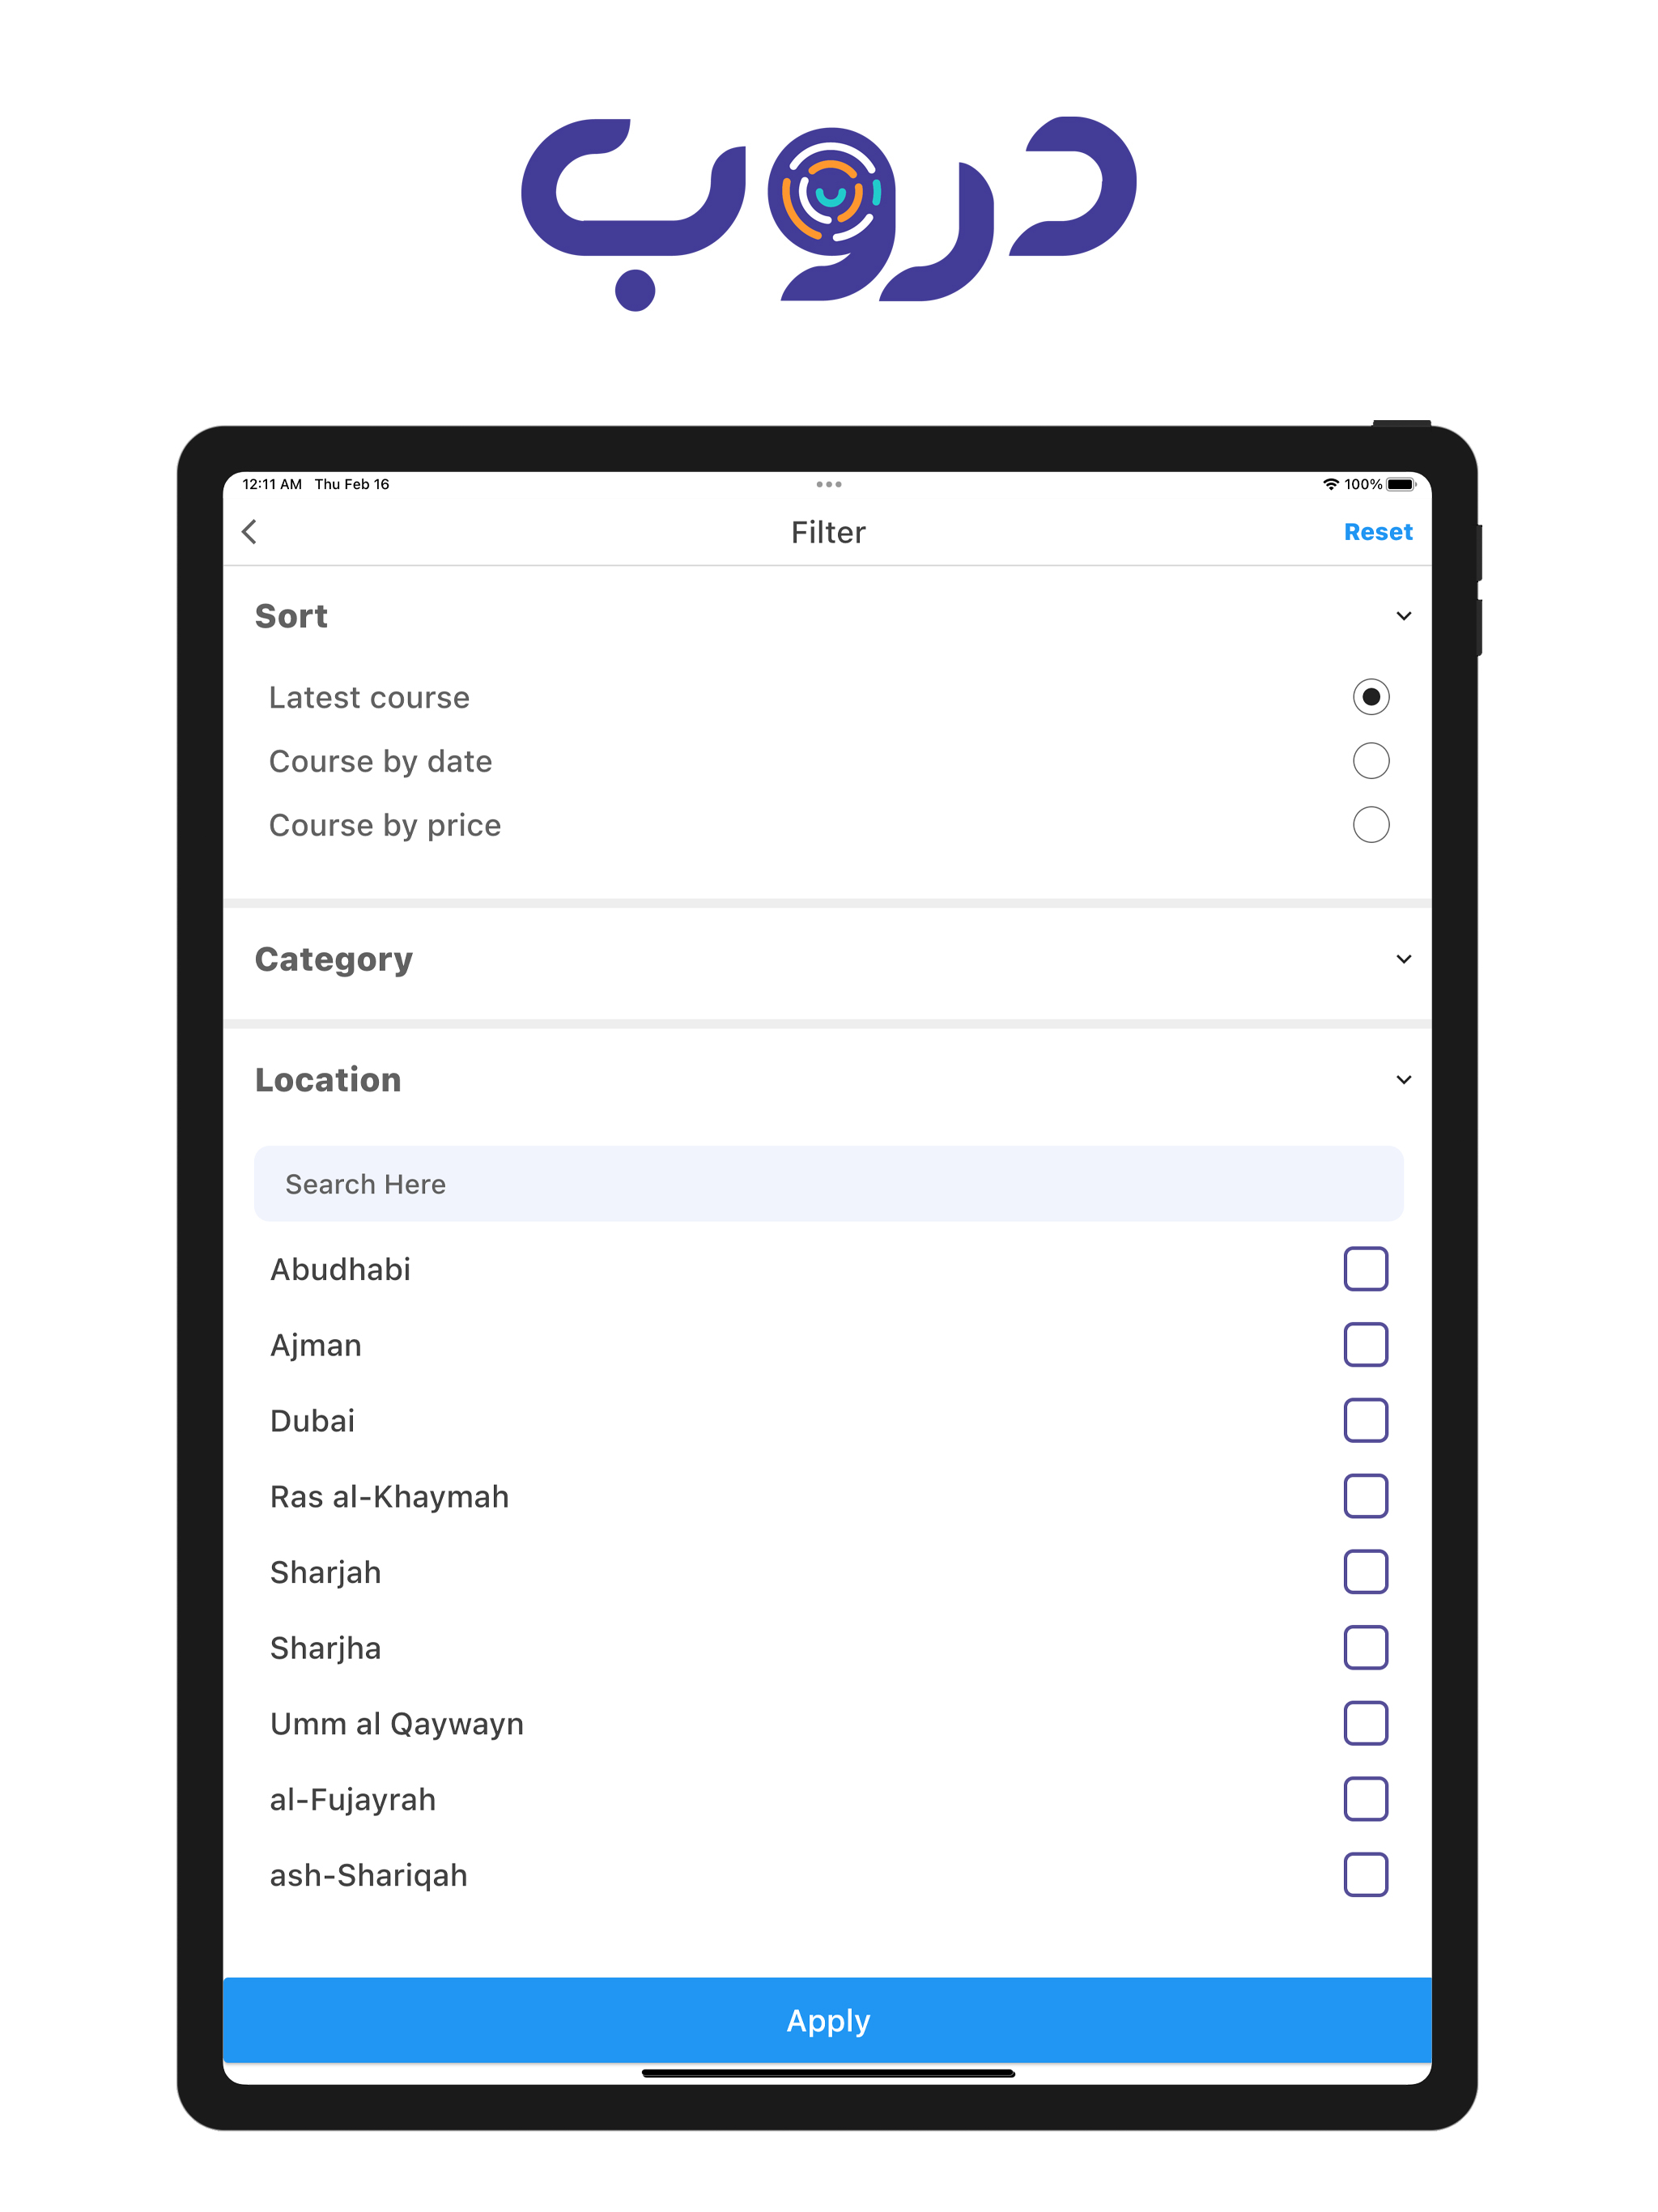 دروب
12:11 AM Thu Feb 16 100%
Filter Reset
Sort
Latest course
Course by date
Course by price
Category
Location
Search Here
Abudhabi
Ajman
Dubai
Ras al-Khaymah
Sharjah
Sharjha
Umm al Qaywayn
al-Fujayrah
ash-Shariqah
Apply